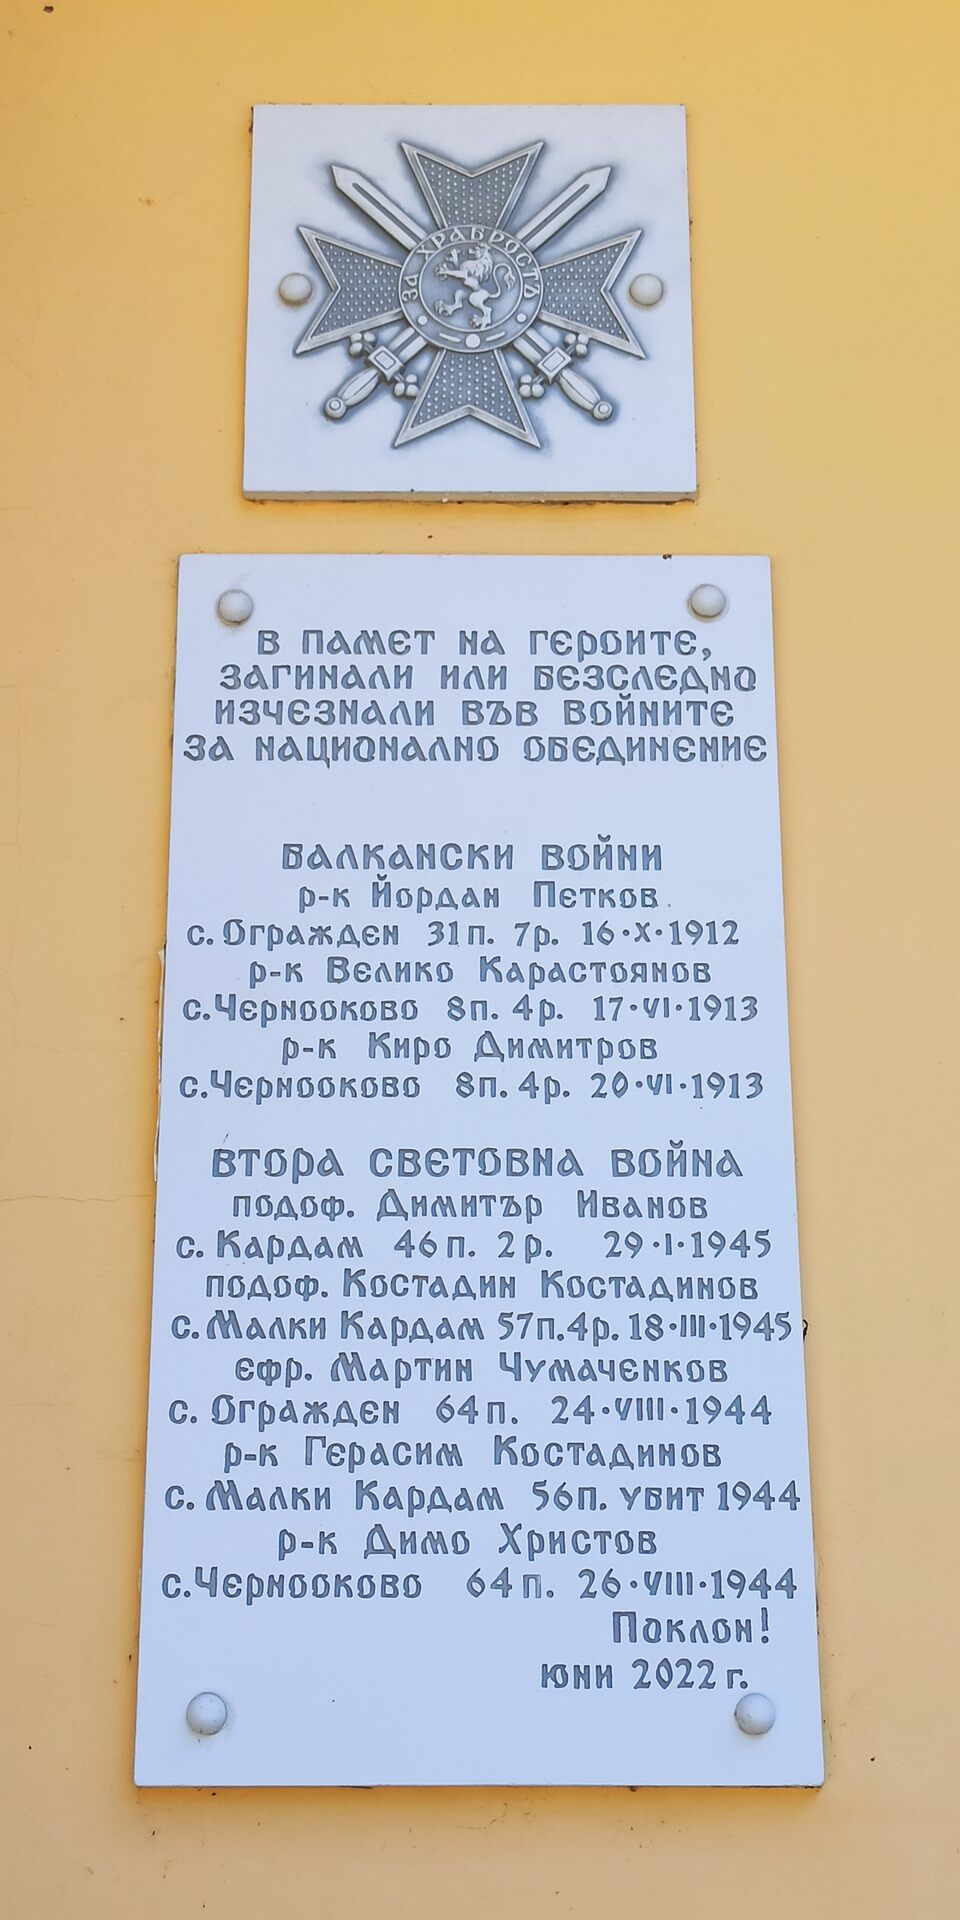 ЗА ХРАБРОСТЪ
В ПАМЕТ НА ГЕРОИТЕ,
ЗАГИНАЛИ ИЛИ БЕЗСЛЕДНО
ИЗЧЕЗНАЛИ ВЪВ ВОЙНИТЕ
ЗА НАЦИОНАЛНО ОБЕДИНЕНИЕ
БАЛКАНСКИ ВОЙНИ
р-к Йордан Петков.
с. Огражден 31п. 7р. 16·X·1912
р-к Велико Карастоянов
с.Чернооково 8п. 4р. 17·VI·1913
р-к Киро Димитров
с.Чернооково 8п. 4р. 20·VI·1913
ВТОРА СВЕТОВНА ВОЙНА
подоф. Димитър Иванов
с. Кардам 46п. 2р. 29·I·1945
подоф. Костадин Костадинов
с. Малки Кардам 57п.4р. 18·III·1945
ефр. Мартин Чумаченков
с. Огражден 64п. 24·VIII·1944
р-к Герасим Костадинов
с. Малки Кардам 56п. убит 1944
р-к Димо Христов
с.Чернооково 64п. 26·VIII·1944
Поклон!
юни 2022 г.